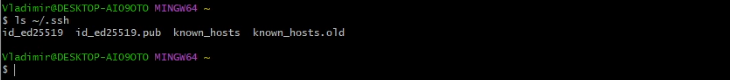 Vladimir@DESKTOP-AIO9OTO MINGW64 ~
$ ls ~/.ssh
id_ed25519  id_ed25519.pub  known_hosts  known_hosts.old
Vladimir@DESKTOP-AIO9OTO MINGW64 ~
$